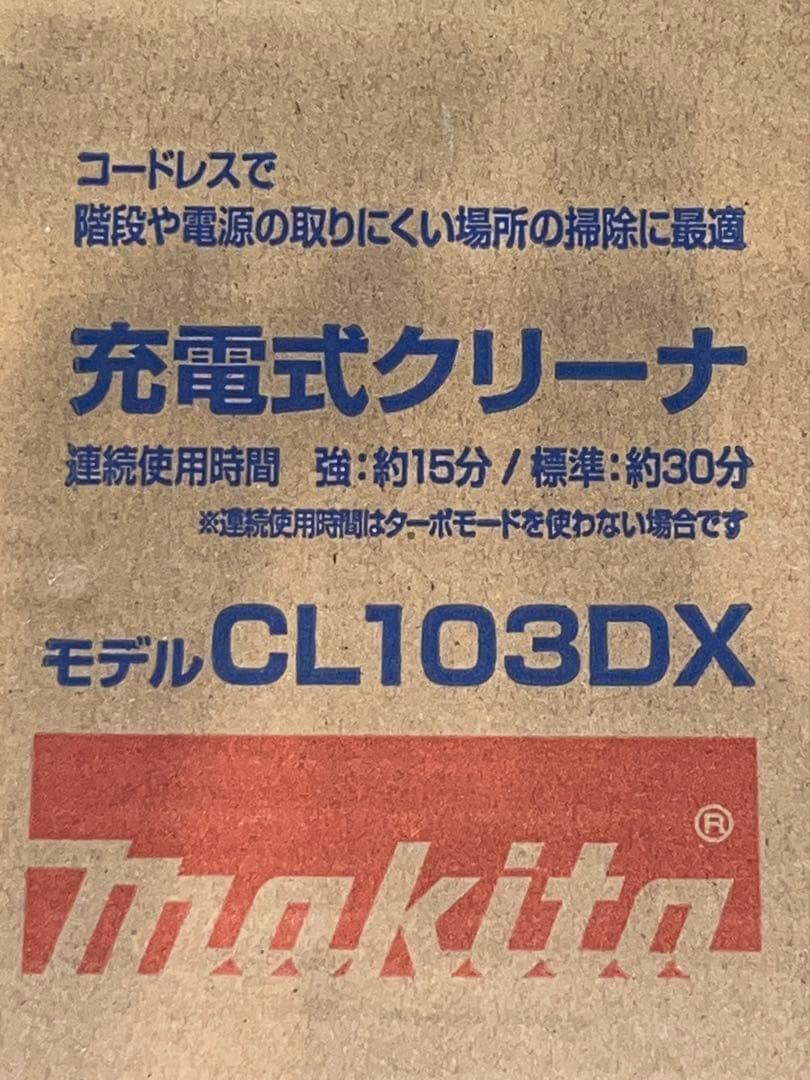 コードレスで
階段や電源の取りにくい場所の掃除に最適
充電式クリーナ
連続使用時間　強：約15分 / 標準：約30分
※連続使用時間はターボモードを使わない場合です
モデルCL103DX
makita®